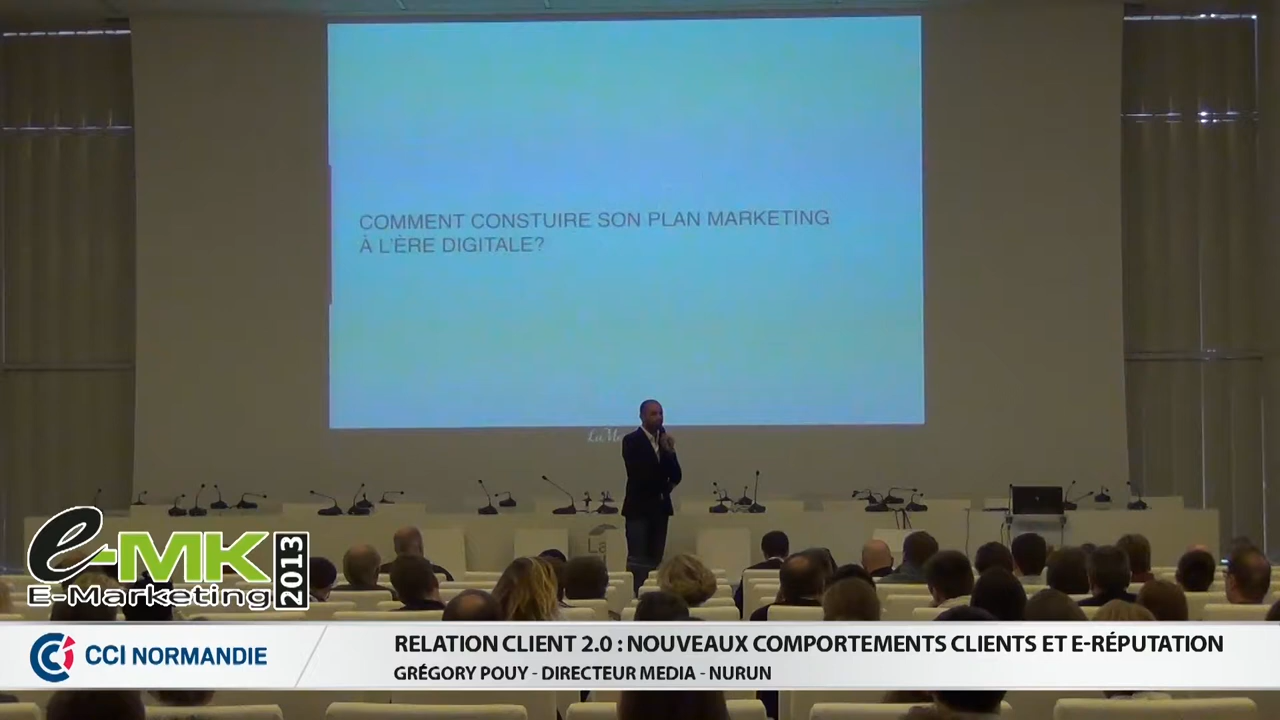 COMMENT CONSTUIRE SON PLAN MARKETING
À L'ÈRE DIGITALE?
e-MK
E-Marketing
2013
CCI NORMANDIE
RELATION CLIENT 2.0 : NOUVEAUX COMPORTEMENTS CLIENTS ET E-RÉPUTATION
GRÉGORY POUY - DIRECTEUR MEDIA - NURUN